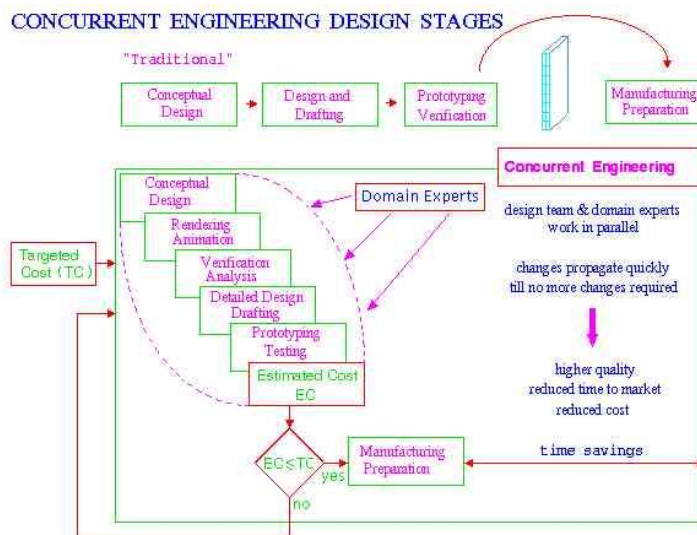 CONCURRENT ENGINEERING DESIGN STAGES
"Traditional"
Conceptual
Design
Design and
Drafting
Prototyping
Verification
Manufacturing
Preparation
Concurrent Engineering
Conceptual
Design
Domain Experts
Rendering
Animation
design team & domain experts
work in parallel
Targeted
Cost (TC)
Verification
Analysis
changes propagate quickly
till no more changes required
Detailed Design
Drafting
Prototyping
Testing
Estimated Cost
EC
higher quality
reduced time to market
reduced cost
EC≤TC
yes
no
Manufacturing
Preparation
time savings